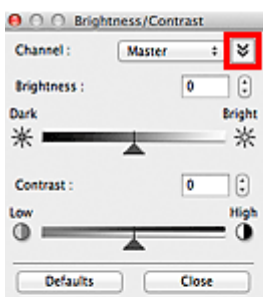 Brightness/Contrast
Channel : Master
Brightness : 0
Dark Bright
Contrast : 0
Low High
Defaults Close